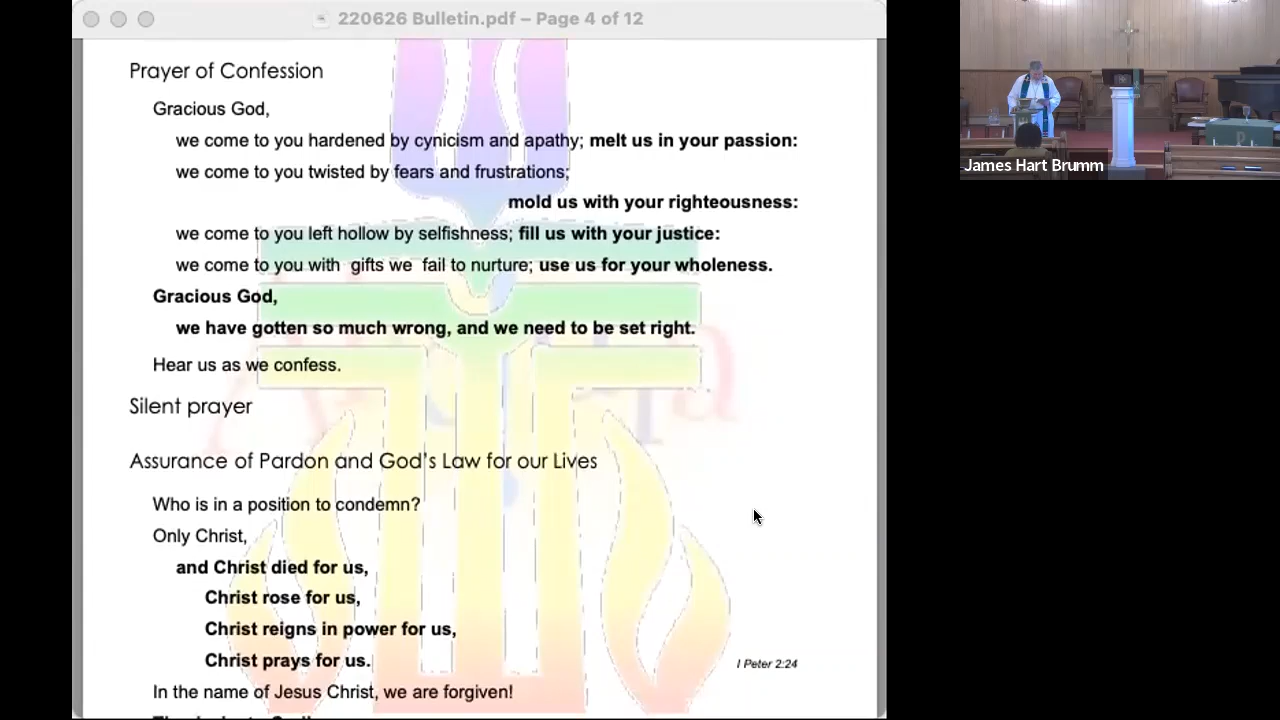 220626 Bulletin.pdf – Page 4 of 12
Prayer of Confession
Gracious God,
we come to you hardened by cynicism and apathy; melt us in your passion:
we come to you twisted by fears and frustrations;
mold us with your righteousness:
we come to you left hollow by selfishness; fill us with your justice:
we come to you with gifts we fail to nurture; use us for your wholeness.
Gracious God,
we have gotten so much wrong, and we need to be set right.
Hear us as we confess.
Silent prayer
Assurance of Pardon and God's Law for our Lives
Who is in a position to condemn?
Only Christ,
and Christ died for us,
Christ rose for us,
Christ reigns in power for us,
Christ prays for us.
I Peter 2:24
In the name of Jesus Christ, we are forgiven!
James Hart Brumm